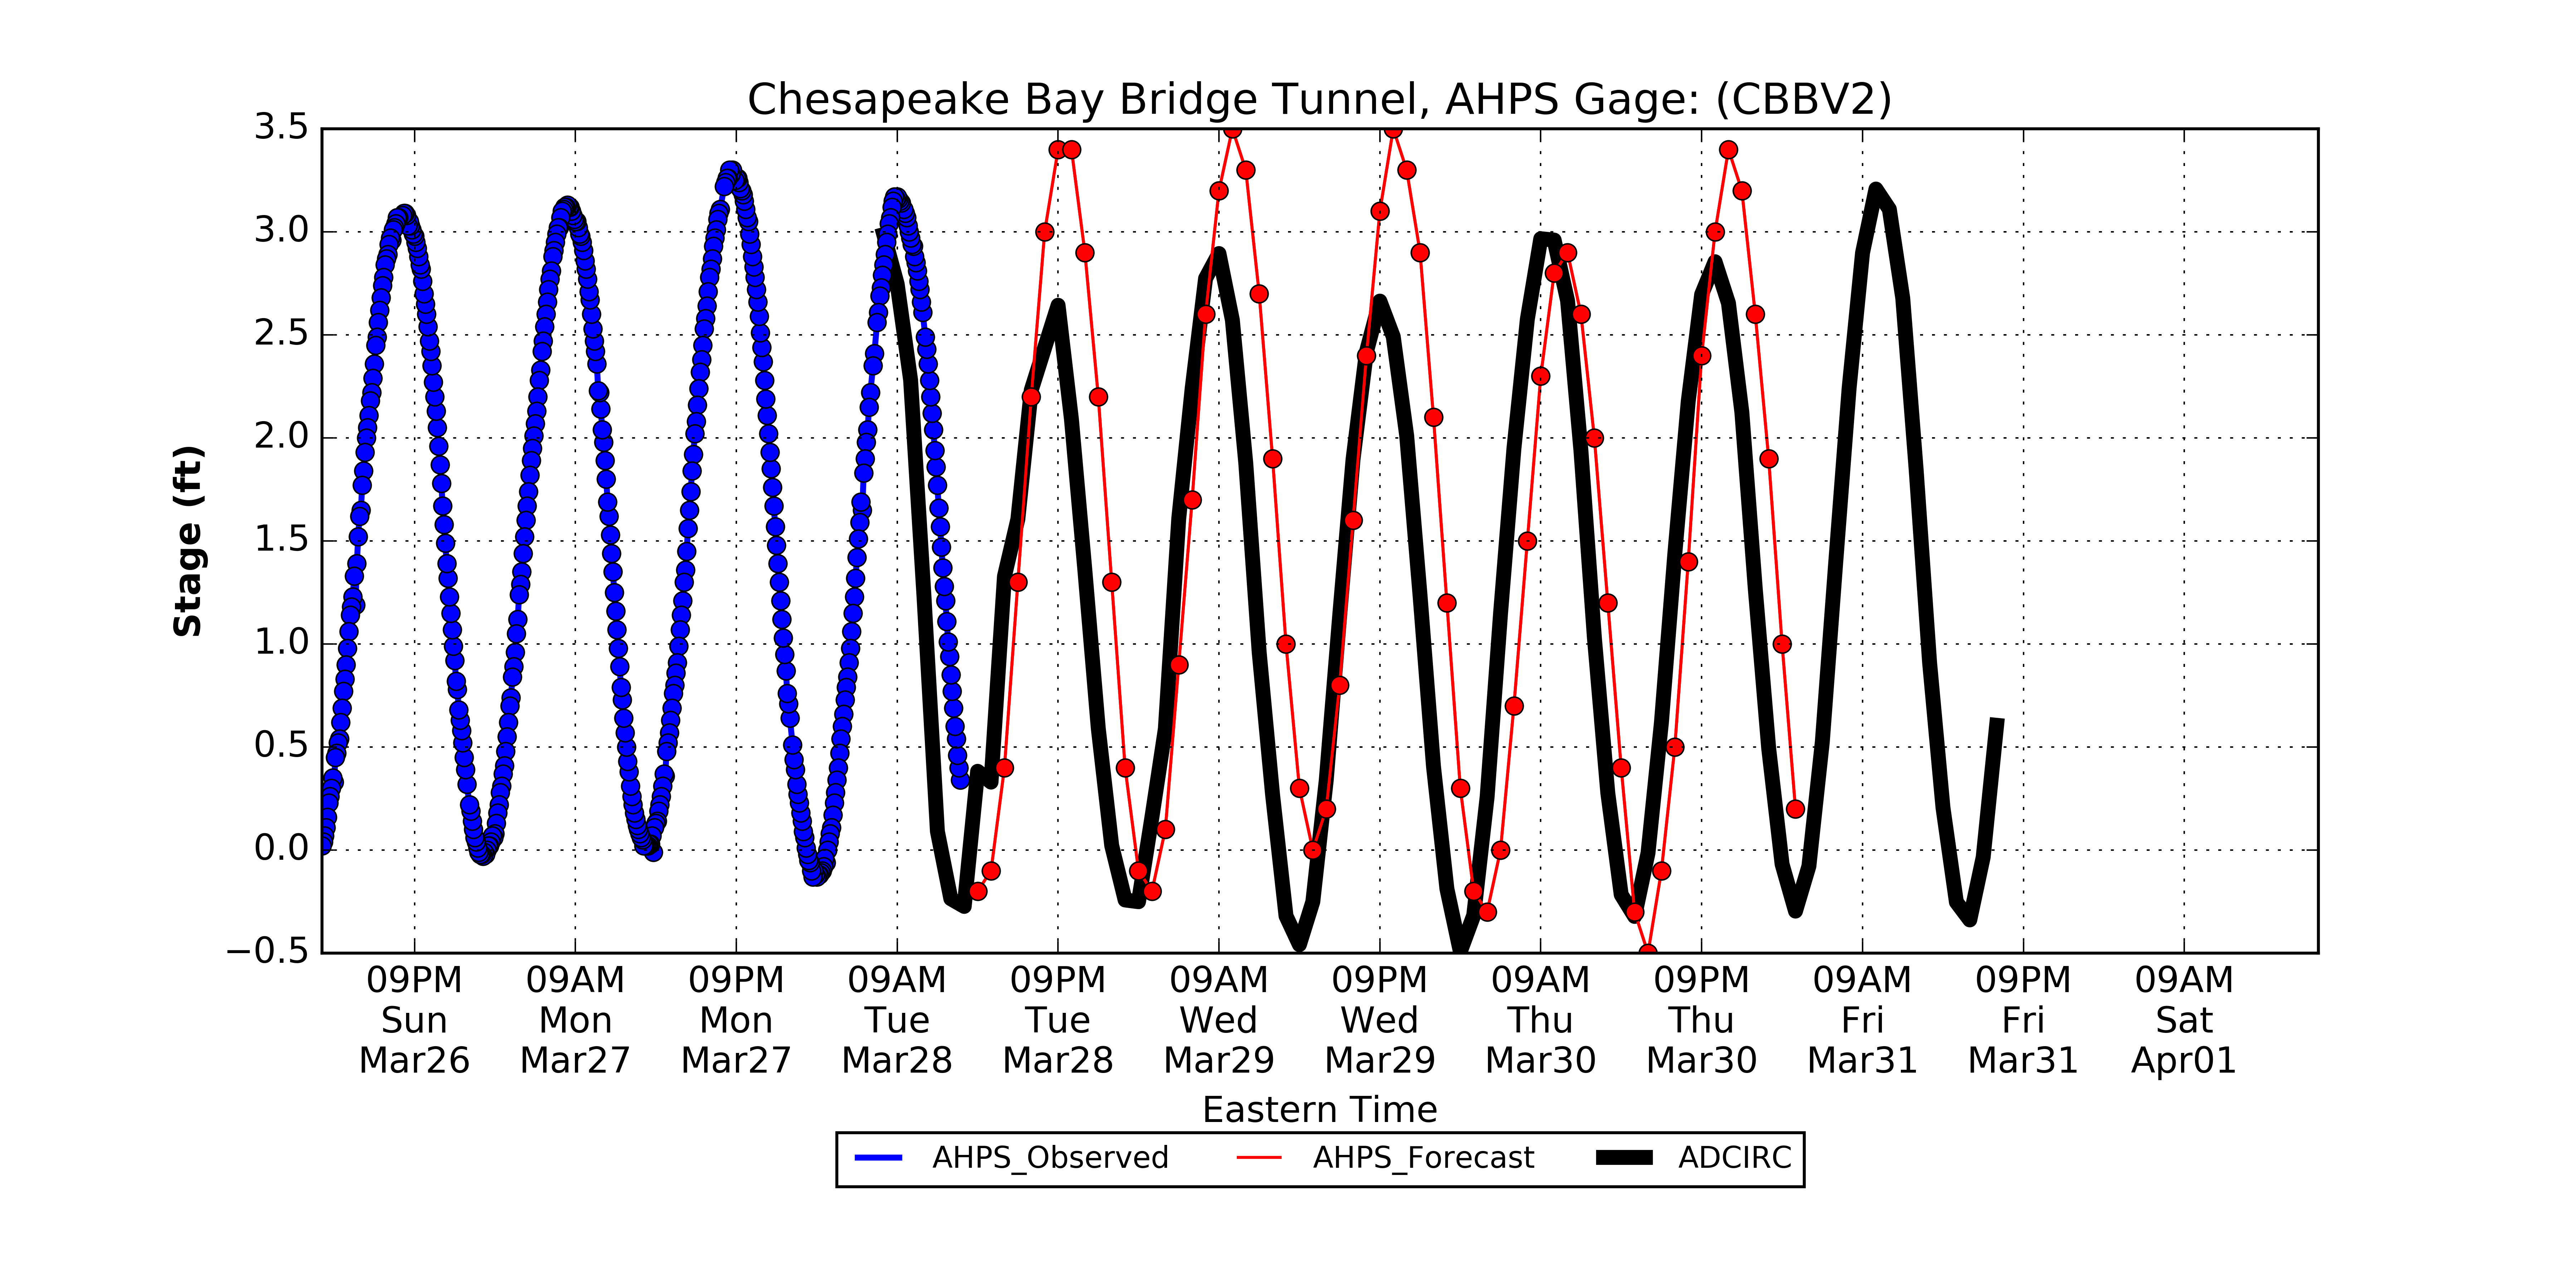 Chesapeake Bay Bridge Tunnel, AHPS Gage: (CBBV2)
3.5
3.0
2.5
2.0
1.5
1.0
0.5
0.0
−0.5
Stage (ft)
09PM 09AM 09PM 09AM 09PM 09AM 09PM 09AM 09PM 09AM 09PM 09AM
Sun Mon Mon Tue Tue Wed Wed Thu Thu Fri Fri Sat
Mar26 Mar27 Mar27 Mar28 Mar28 Mar29 Mar29 Mar30 Mar30 Mar31 Mar31 Apr01
Eastern Time
AHPS_Observed AHPS_Forecast ADCIRC